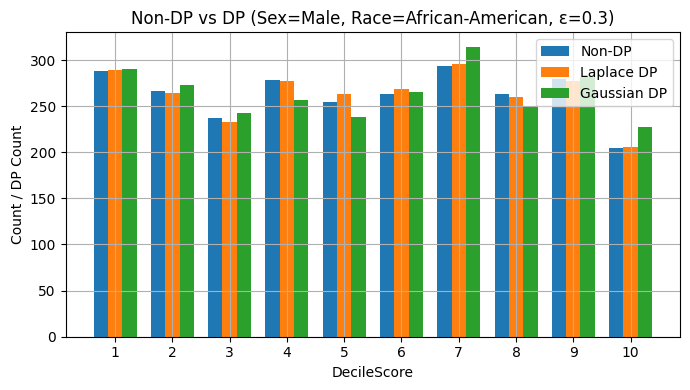 Non-DP vs DP (Sex=Male, Race=African-American, ε=0.3)
Non-DP
Laplace DP
Gaussian DP
Count / DP Count
300
250
200
150
100
50
0
1 2 3 4 5 6 7 8 9 10
DecileScore